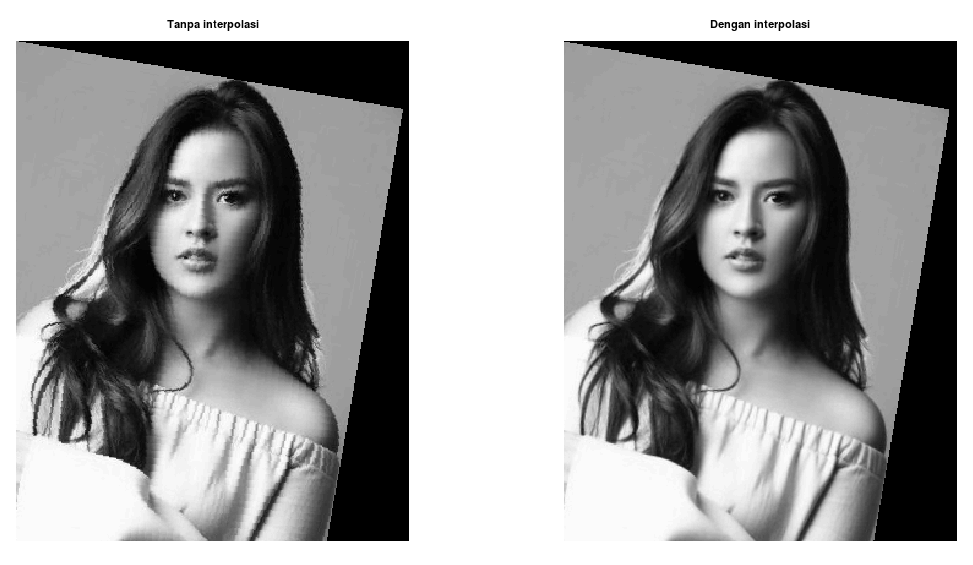 Tanpa interpolasi
Dengan interpolasi